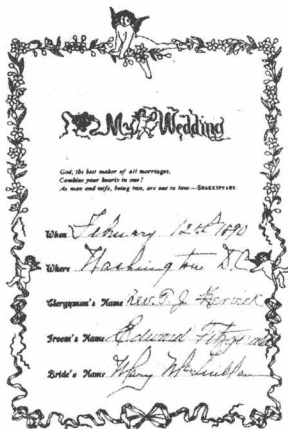 My Wedding
God, the best maker of all marriages,
Combine your hearts in one!
As man and wife, being two, are one in love.—SHAKESPEARE.
When February 12th 1890
Where Washington D.C.
Clergyman's Name Rev. T. J. Kervick
Groom's Name Edward Fitzgerald
Bride's Name Mary